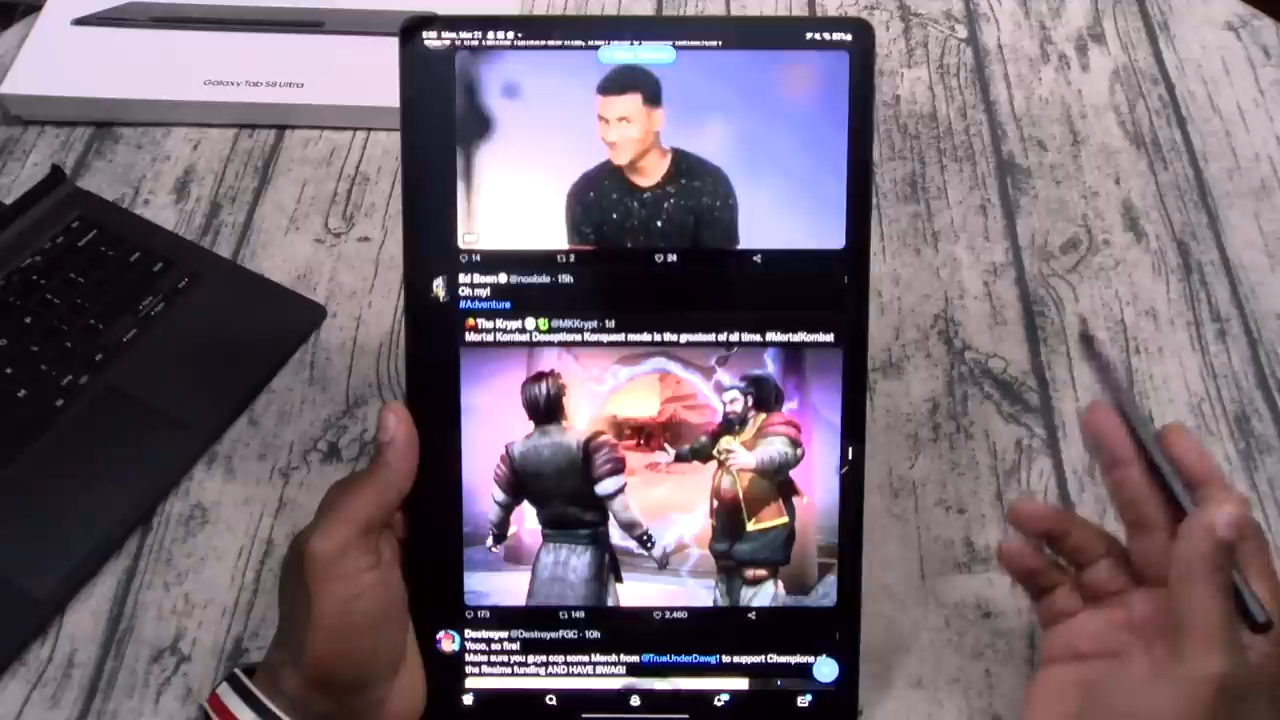 Galaxy Tab S8 Ultra
Mon, Mar 21
14 2 24
Ed Boon @noobde · 15h
Oh my!
#Adventure
The Krypt @MKKrypt · 1d
Mortal Kombat Deceptions Konquest mode is the greatest of all time. #MortalKombat
173 149 2,460
Destroyer @DestroyerFGC · 10h
Yooo, so fire!
Make sure you guys cop some Merch from @TrueUnderDawg1 to support Champions of
the Realms funding AND HAVE SWAG!